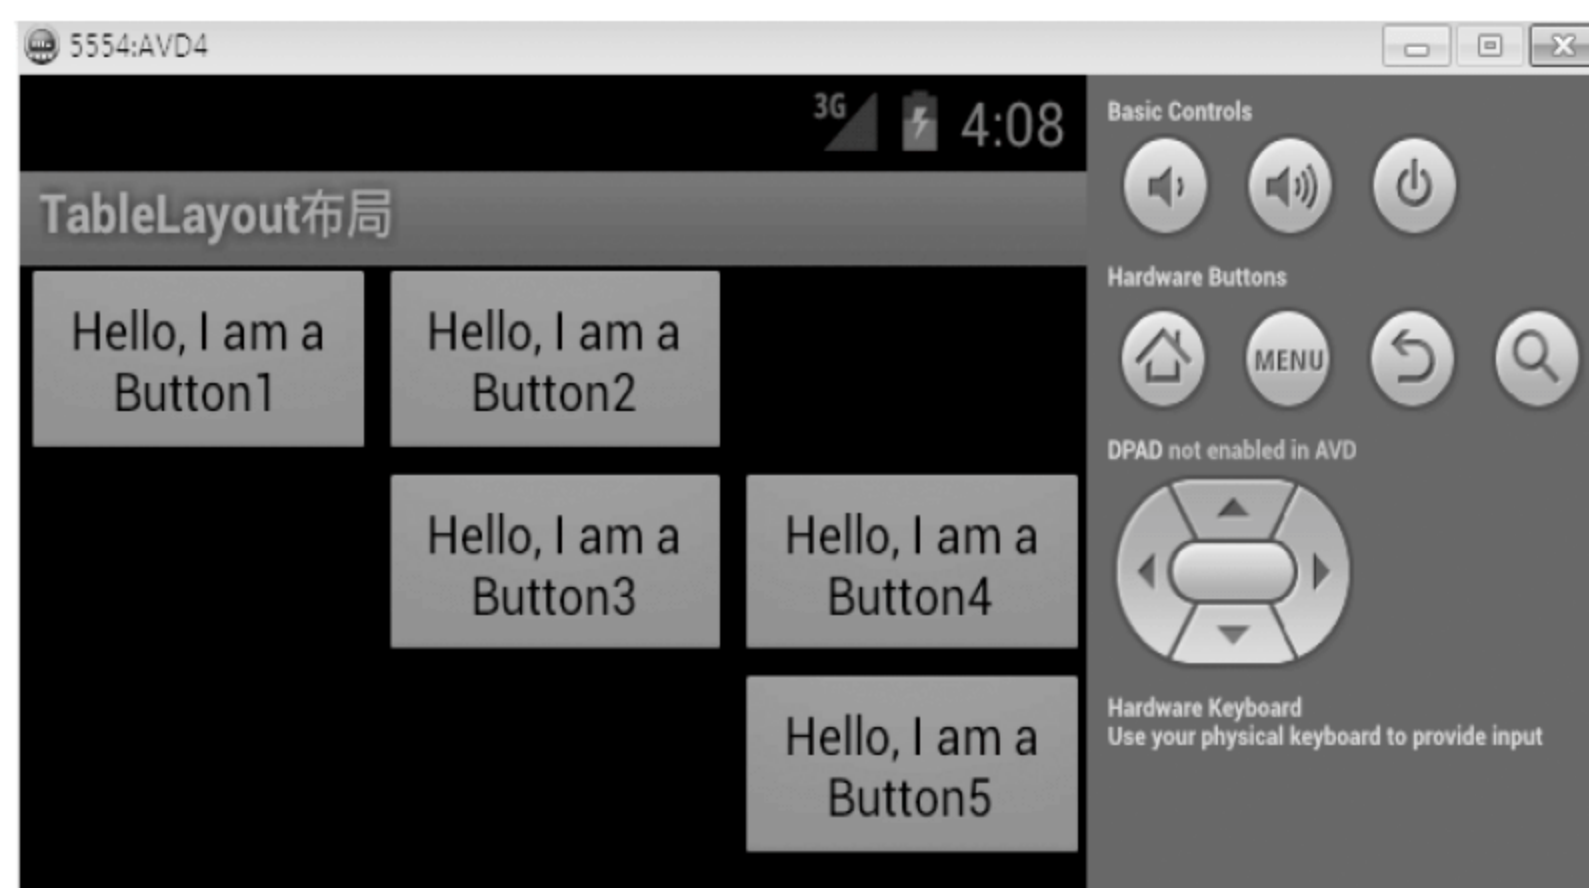 5554:AVD4
3G 4:08
TableLayout布局
Hello, I am a
Button1
Hello, I am a
Button2
Hello, I am a
Button3
Hello, I am a
Button4
Hello, I am a
Button5
Basic Controls
Hardware Buttons
MENU
DPAD not enabled in AVD
Hardware Keyboard
Use your physical keyboard to provide input